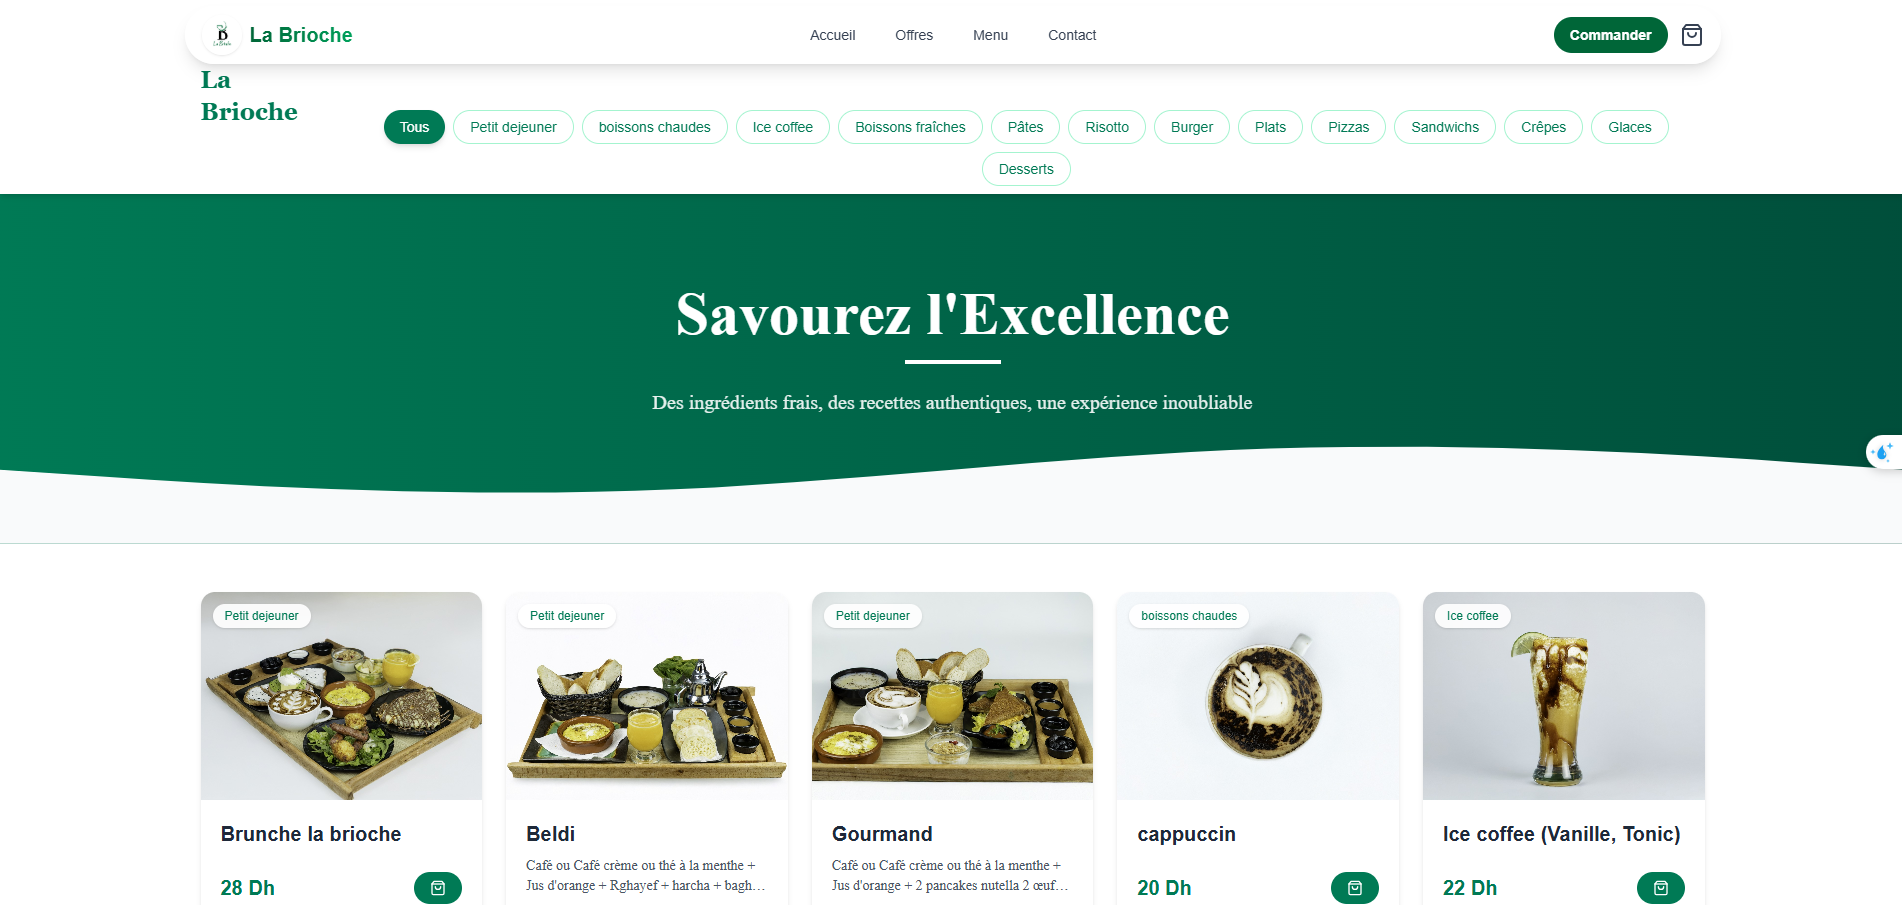 La Brioche
Accueil
Offres
Menu
Contact
Commander
La
Brioche
Tous
Petit dejeuner
boissons chaudes
Ice coffee
Boissons fraîches
Pâtes
Risotto
Burger
Plats
Pizzas
Sandwichs
Crêpes
Glaces
Desserts
Savourez l'Excellence
Des ingrédients frais, des recettes authentiques, une expérience inoubliable
Petit dejeuner
Petit dejeuner
Petit dejeuner
boissons chaudes
Ice coffee
Brunche la brioche
28 Dh
Beldi
Café ou Café crème ou thé à la menthe +
Jus d'orange + Rghayef + harcha + bagh…
Gourmand
Café ou Café crème ou thé à la menthe +
Jus d'orange + 2 pancakes nutella 2 œuf…
cappuccin
20 Dh
Ice coffee (Vanille, Tonic)
22 Dh